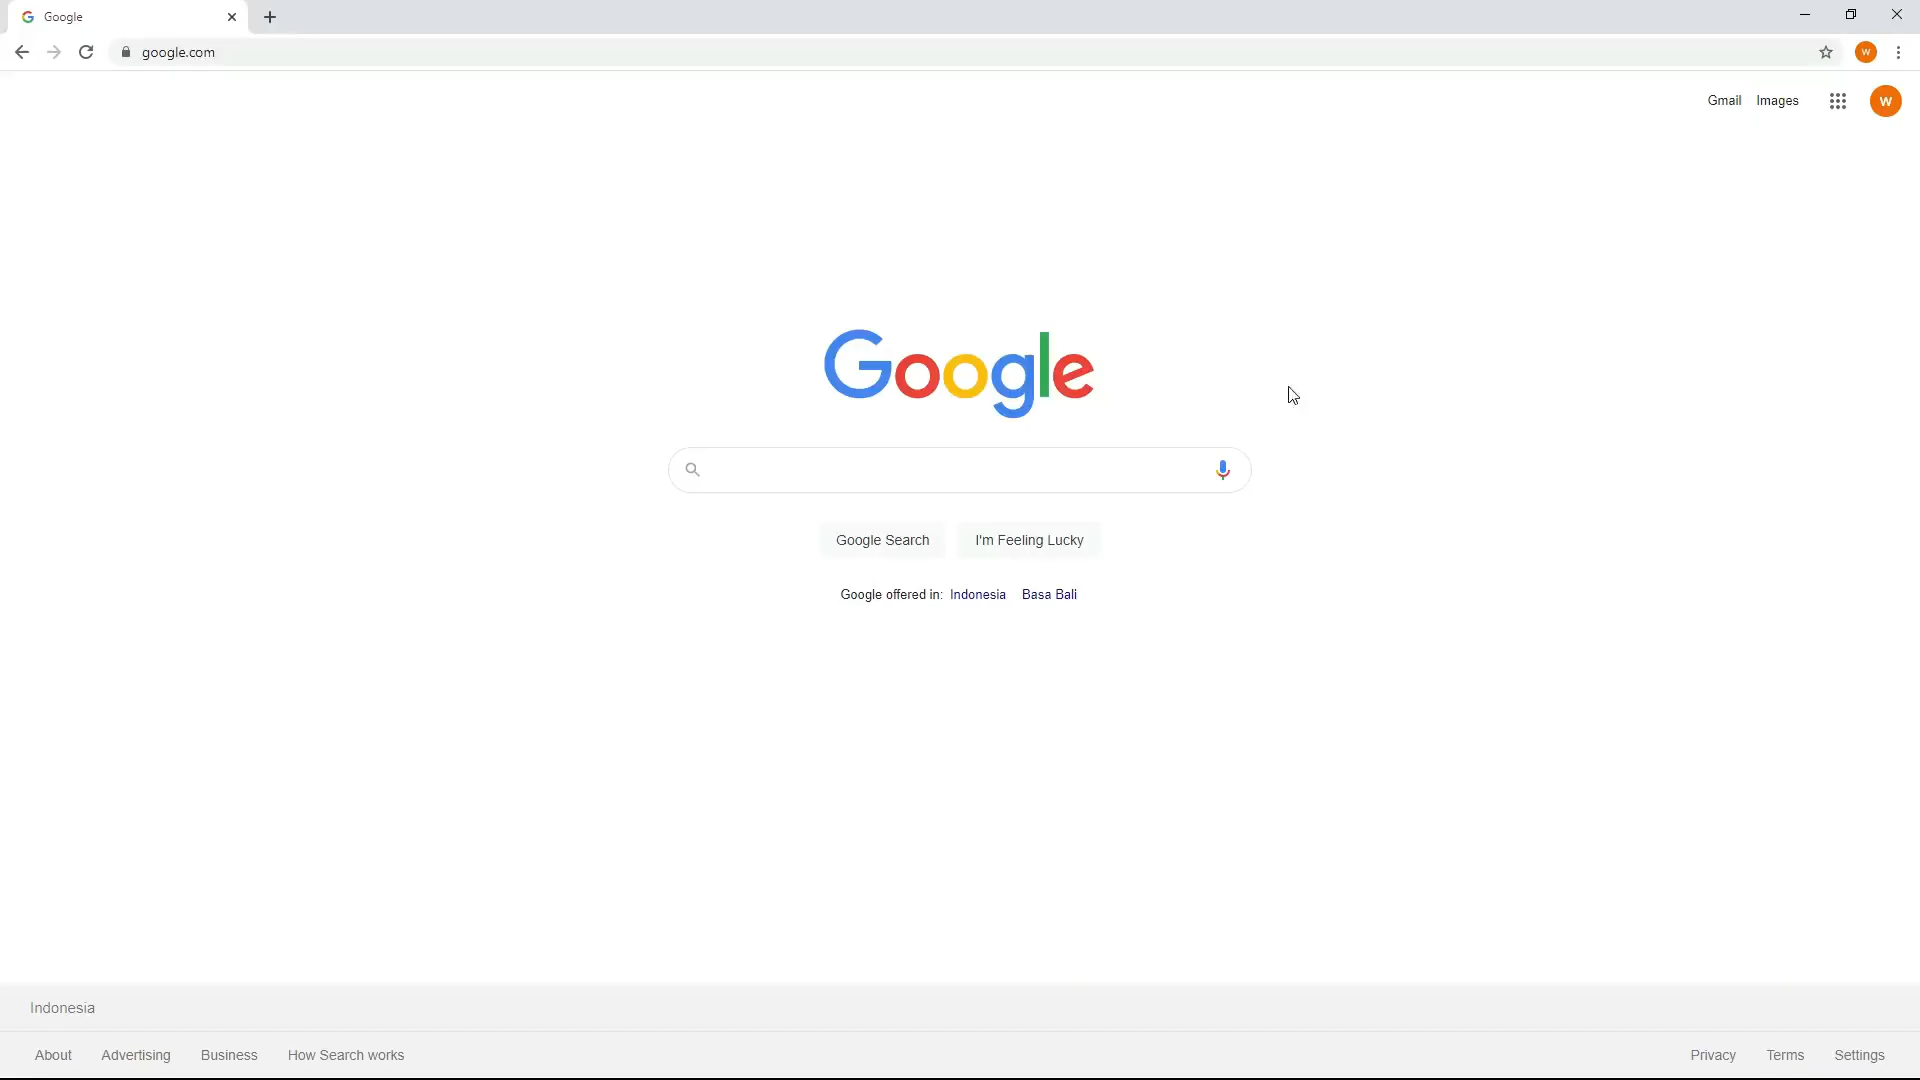 Google
google.com
W
Gmail Images
W
Google
Google Search I'm Feeling Lucky
Google offered in: Indonesia Basa Bali
Indonesia
About Advertising Business How Search works Privacy Terms Settings